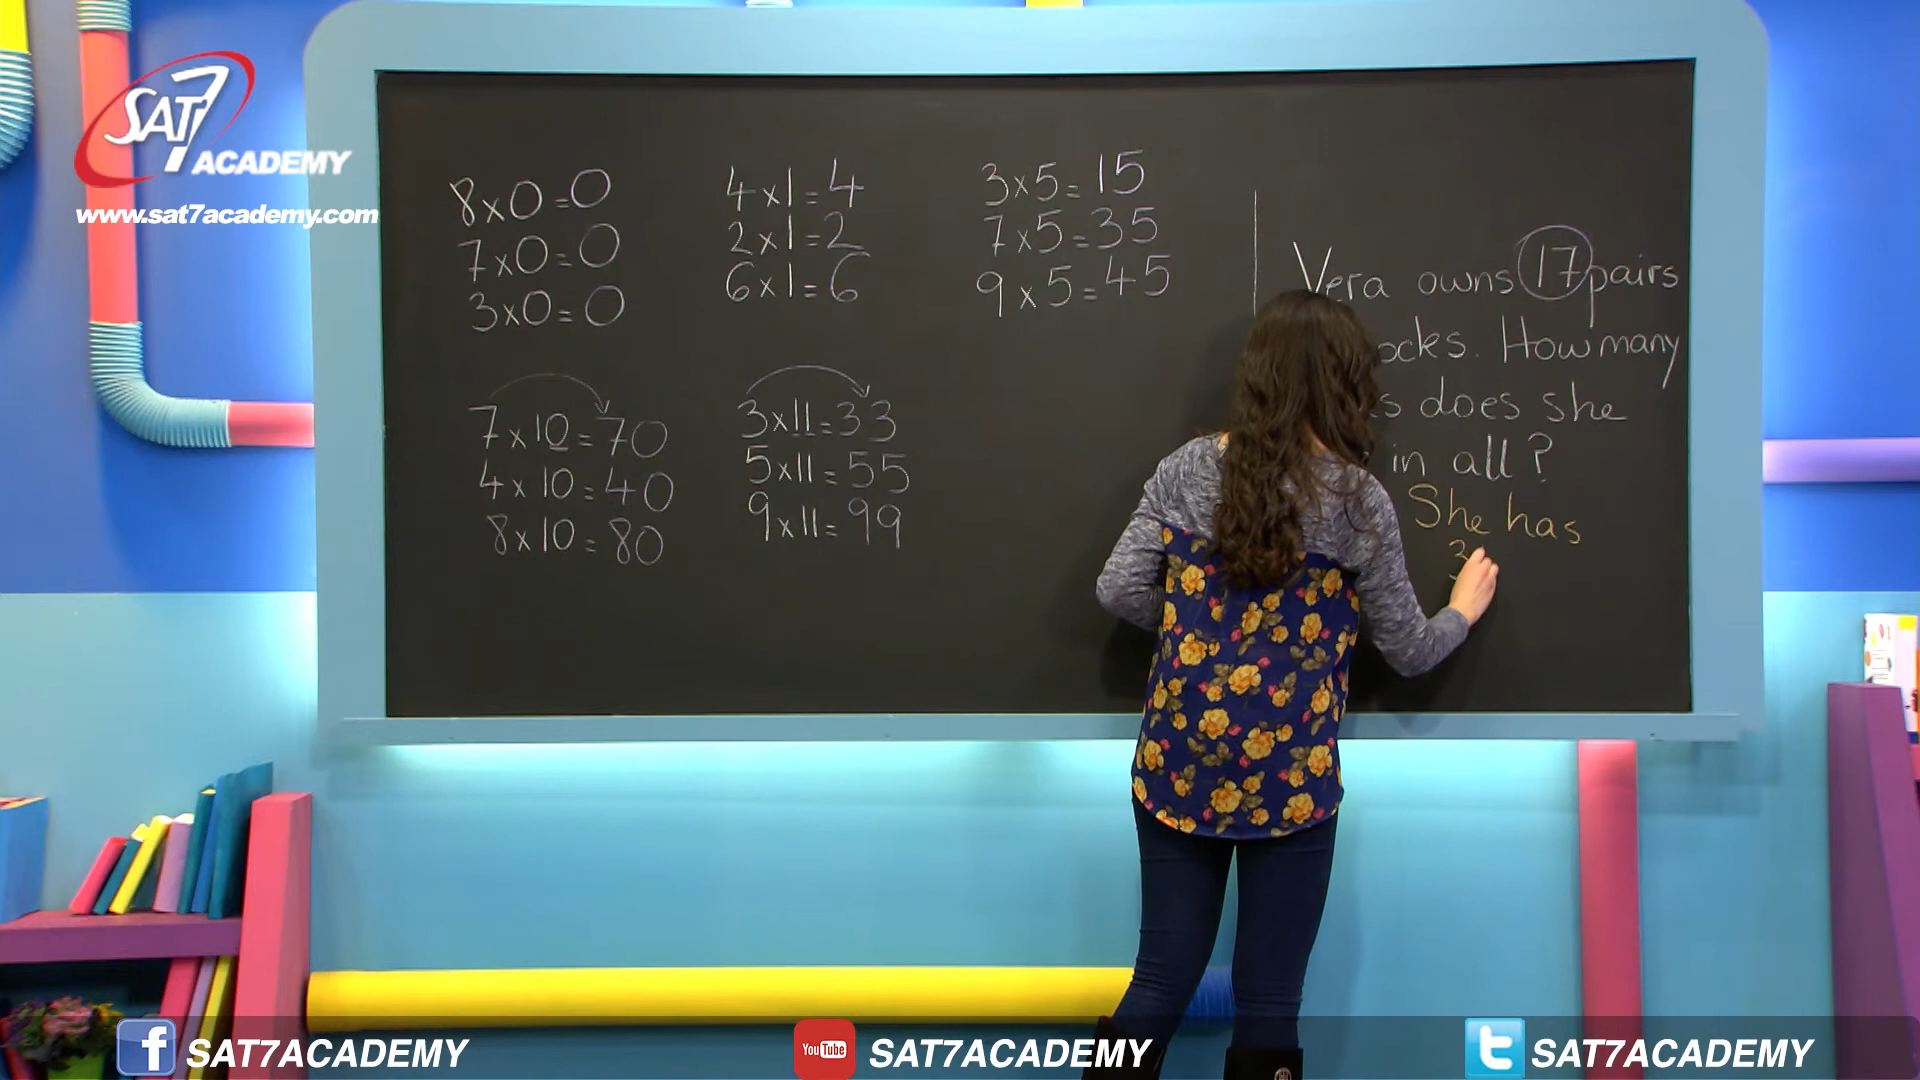 SAT7
ACADEMY
www.sat7academy.com
8x0=0
7x0=0
3x0=0
4x1=4
2x1=2
6x1=6
3x5=15
7x5=35
9x5=45
7x10=70
4x10=40
8x10=80
3x11=33
5x11=55
9x11=99
Vera owns 17 pairs
ocks. How many
s does she
in all?
She has
3
f SAT7ACADEMY
YouTube SAT7ACADEMY
SAT7ACADEMY